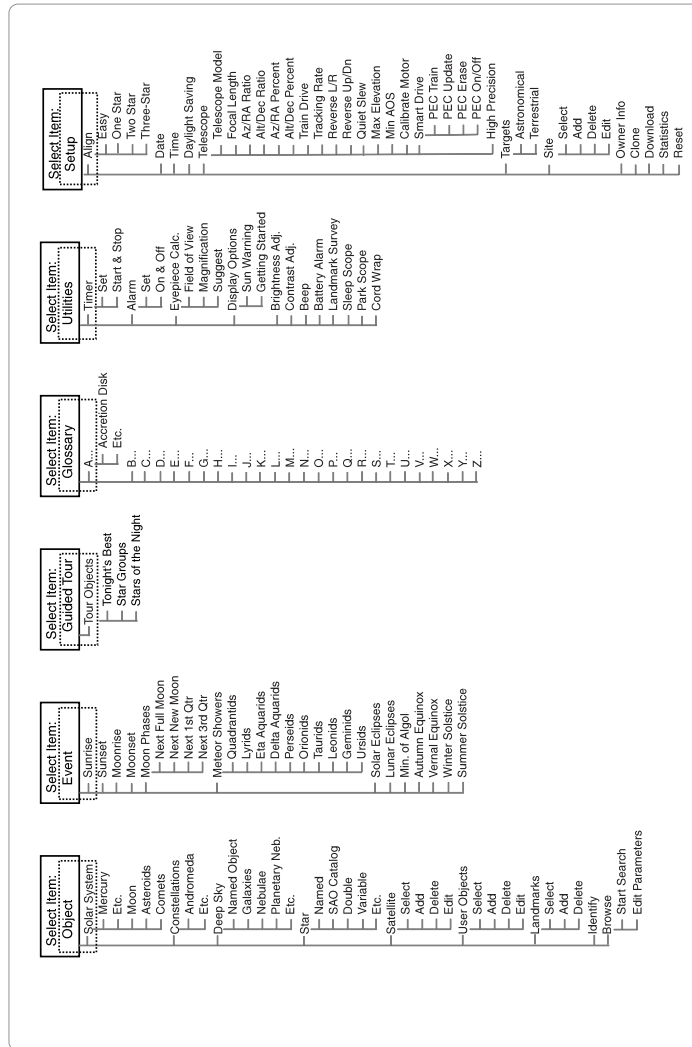 Select Item:
Object
Solar System
Mercury
Etc.
Moon
Asteroids
Comets
Constellations
Andromeda
Etc.
Deep Sky
Named Object
Galaxies
Nebulae
Planetary Neb.
Etc.
Star
Named
SAO Catalog
Double
Variable
Etc.
Satellite
Select
Add
Delete
Edit
User Objects
Select
Add
Delete
Edit
Landmarks
Select
Add
Delete
Identify
Browse
Start Search
Edit Parameters
Select Item:
Event
Sunrise
Sunset
Moonrise
Moonset
Moon Phases
Next Full Moon
Next New Moon
Next 1st Qtr
Next 3rd Qtr
Meteor Showers
Quadrantids
Lyrids
Eta Aquarids
Delta Aquarids
Perseids
Orionids
Taurids
Leonids
Geminids
Ursids
Solar Eclipses
Lunar Eclipses
Min. of Algol
Autumn Equinox
Vernal Equinox
Winter Solstice
Summer Solstice
Select Item:
Guided Tour
Tour Objects
Tonight's Best
Star Groups
Stars of the Night
Select Item:
Glossary
A...
Accretion Disk
Etc.
B...
C...
D...
E...
F...
G...
H...
I...
J...
K...
L...
M...
N...
O...
P...
Q...
R...
S...
T...
U...
V...
W...
X...
Y...
Z...
Select Item:
Utilities
Timer
Set
Start & Stop
Alarm
Set
On & Off
Eyepiece Calc.
Field of View
Magnification
Suggest
Display Options
Sun Warning
Getting Started
Brightness Adj.
Contrast Adj.
Beep
Battery Alarm
Landmark Survey
Sleep Scope
Park Scope
Cord Wrap
Select Item:
Setup
Align
Easy
One Star
Two Star
Three-Star
Date
Time
Daylight Saving
Telescope
Telescope Model
Focal Length
Az/RA Ratio
Alt/Dec Ratio
Az/RA Percent
Alt/Dec Percent
Train Drive
Tracking Rate
Reverse L/R
Reverse Up/Dn
Quiet Slew
Max Elevation
Min AOS
Calibrate Motor
Smart Drive
PEC Train
PEC Update
PEC Erase
PEC On/Off
High Precision
Targets
Astronomical
Terrestrial
Site
Select
Add
Delete
Edit
Owner Info
Clone
Download
Statistics
Reset